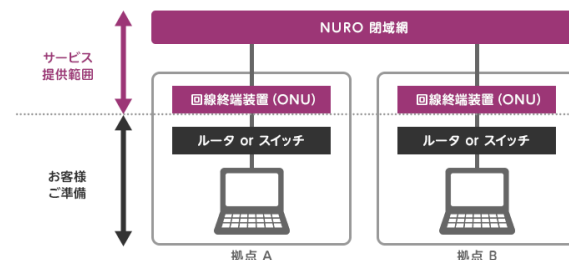 NURO 閉域網
サービス
提供範囲
回線終端装置(ONU)
回線終端装置(ONU)
ルータ or スイッチ
ルータ or スイッチ
お客様
ご準備
拠点 A
拠点 B